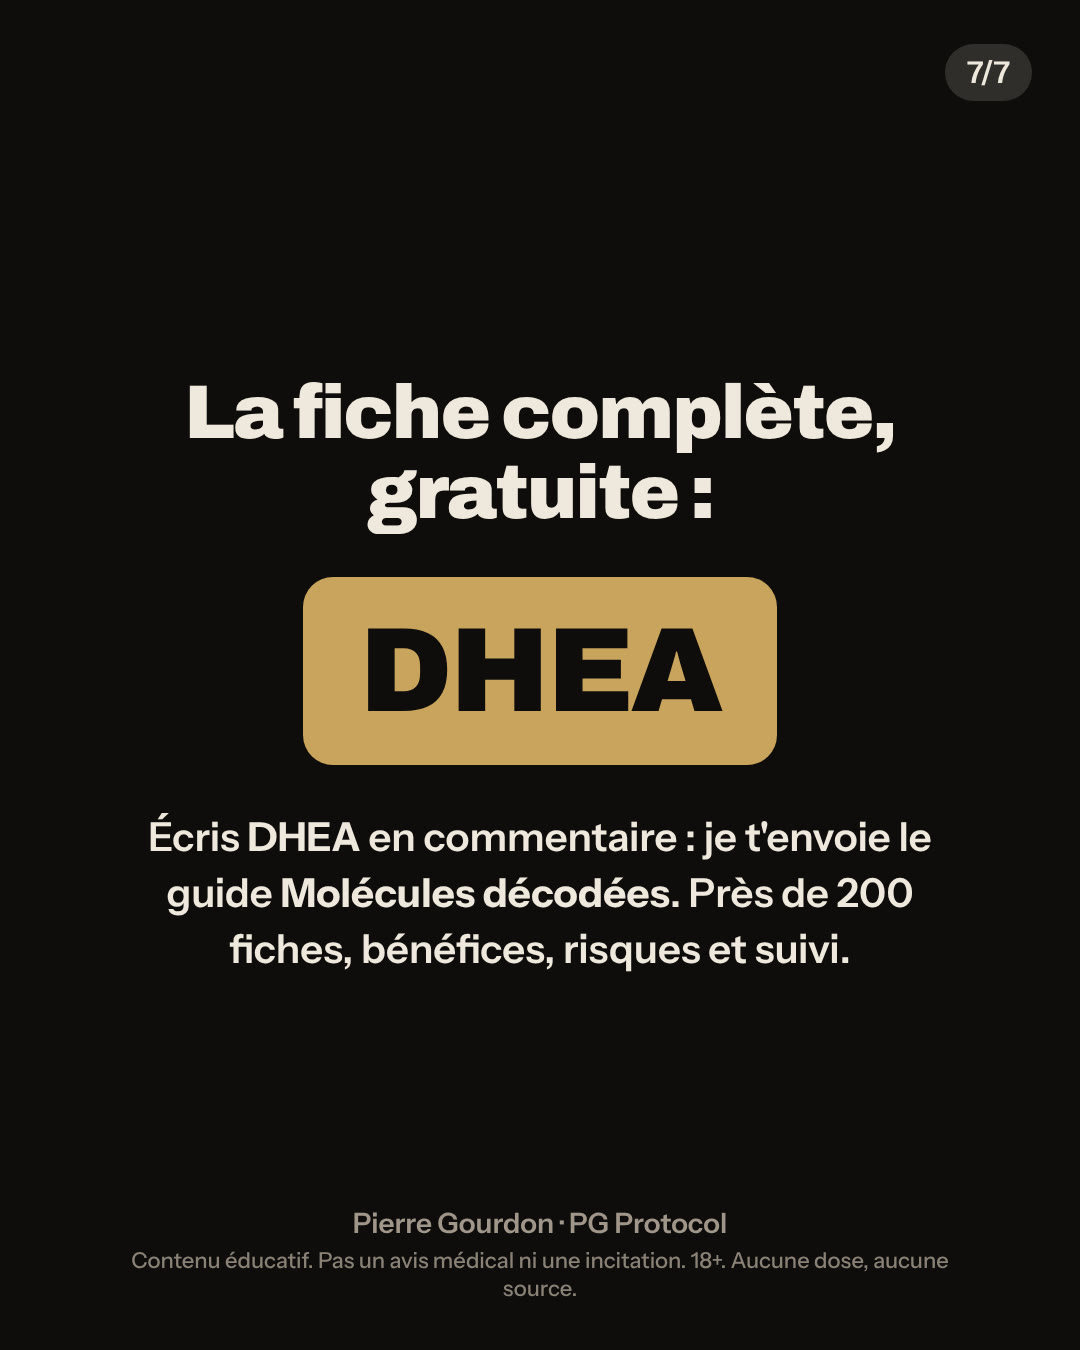 7/7
La fiche complète,
gratuite :
DHEA
Écris DHEA en commentaire : je t'envoie le
guide Molécules décodées. Près de 200
fiches, bénéfices, risques et suivi.
Pierre Gourdon · PG Protocol
Contenu éducatif. Pas un avis médical ni une incitation. 18+. Aucune dose, aucune
source.